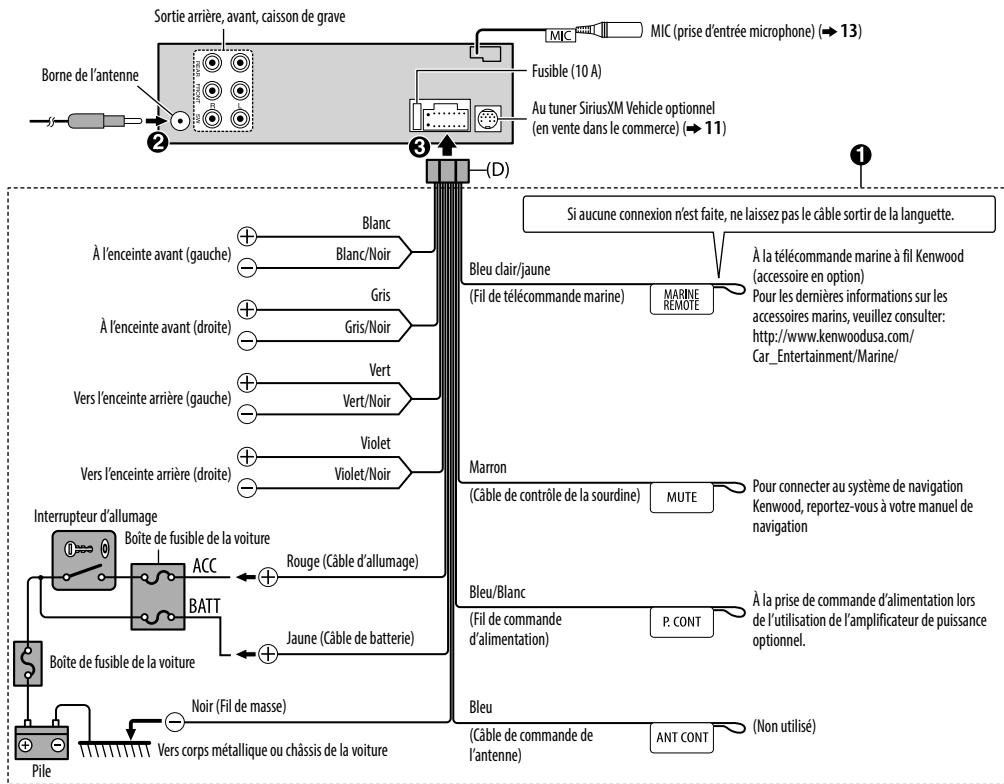 Sortie arrière, avant, caisson de grave
MIC
MIC (prise d'entrée microphone) (➜ 13)
Borne de l'antenne
REAR
FRONT
SW
R
L
Fusible (10 A)
Au tuner SiriusXM Vehicle optionnel
(en vente dans le commerce) (➜ 11)
❷
❸
(D)
❶
Si aucune connexion n'est faite, ne laissez pas le câble sortir de la languette.
Blanc
À l'enceinte avant (gauche)
Blanc/Noir
Gris
À l'enceinte avant (droite)
Gris/Noir
Vert
Vers l'enceinte arrière (gauche)
Vert/Noir
Violet
Vers l'enceinte arrière (droite)
Violet/Noir
Bleu clair/jaune
(Fil de télécommande marine)
MARINE
REMOTE
À la télécommande marine à fil Kenwood
(accessoire en option)
Pour les dernières informations sur les
accessoires marins, veuillez consulter:
http://www.kenwoodusa.com/
Car_Entertainment/Marine/
Marron
(Câble de contrôle de la sourdine)
MUTE
Pour connecter au système de navigation
Kenwood, reportez-vous à votre manuel de
navigation
Interrupteur d'allumage
Boîte de fusible de la voiture
ACC
Rouge (Câble d'allumage)
BATT
Jaune (Câble de batterie)
Boîte de fusible de la voiture
Bleu/Blanc
(Fil de commande
d'alimentation)
P. CONT
À la prise de commande d'alimentation lors
de l'utilisation de l'amplificateur de puissance
optionnel.
Noir (Fil de masse)
Vers corps métallique ou châssis de la voiture
Pile
Bleu
(Câble de commande de
l'antenne)
ANT CONT
(Non utilisé)